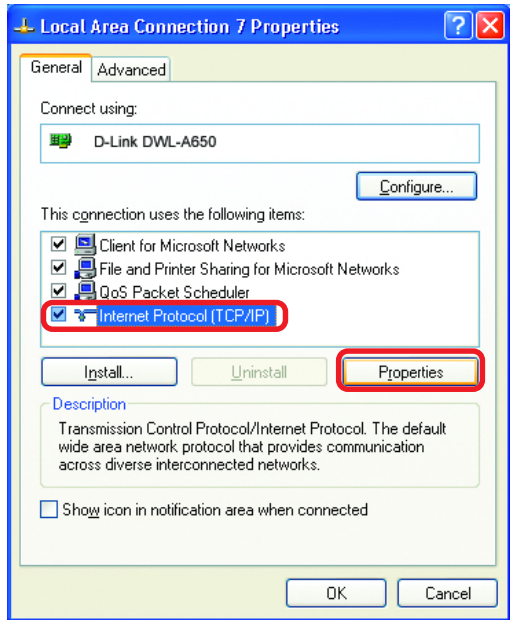 Local Area Connection 7 Properties
General
Advanced
Connect using:
D-Link DWL-A650
Configure...
This connection uses the following items:
Client for Microsoft Networks
File and Printer Sharing for Microsoft Networks
QoS Packet Scheduler
Internet Protocol (TCP/IP)
Install...
Uninstall
Properties
Description
Transmission Control Protocol/Internet Protocol. The default
wide area network protocol that provides communication
across diverse interconnected networks.
Show icon in notification area when connected
OK
Cancel